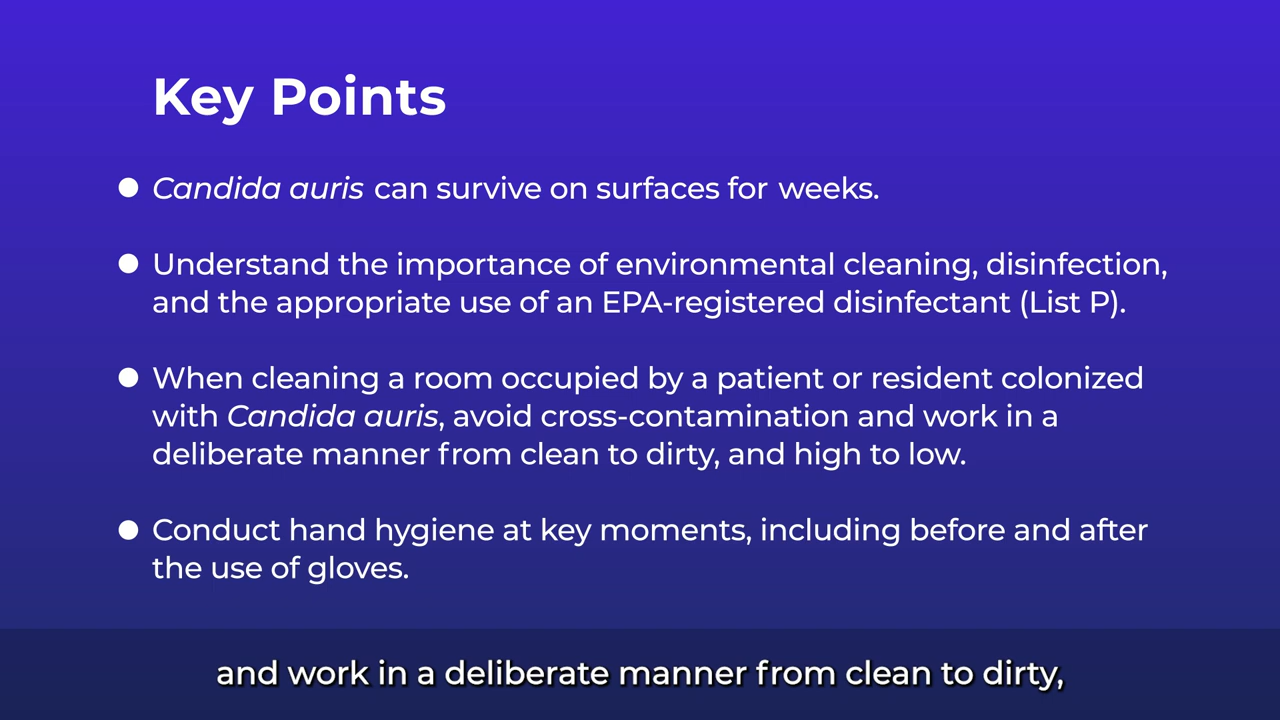 Key Points
● Candida auris can survive on surfaces for weeks.
● Understand the importance of environmental cleaning, disinfection,
and the appropriate use of an EPA-registered disinfectant (List P).
● When cleaning a room occupied by a patient or resident colonized
with Candida auris, avoid cross-contamination and work in a
deliberate manner from clean to dirty, and high to low.
● Conduct hand hygiene at key moments, including before and after
the use of gloves.
and work in a deliberate manner from clean to dirty,